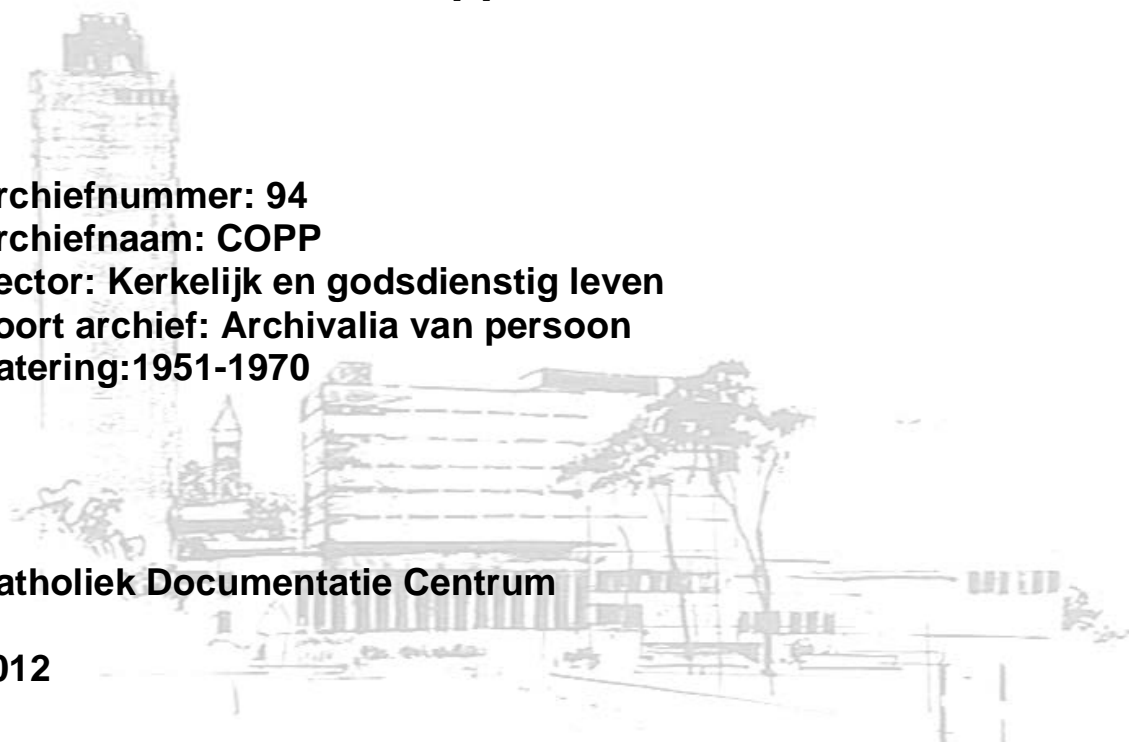 rchiefnummer: 94
rchiefnaam: COPP
ector: Kerkelijk en godsdienstig leven
oort archief: Archivalia van persoon
atering:1951-1970
atholiek Documentatie Centrum
012